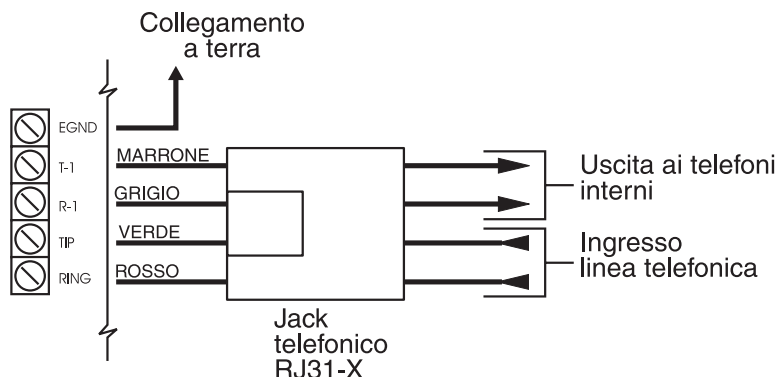 Collegamento
a terra
EGND
T-1
MARRONE
R-1
GRIGIO
TIP
VERDE
RING
ROSSO
Uscita ai telefoni
interni
Ingresso
linea telefonica
Jack
telefonico
RJ31-X